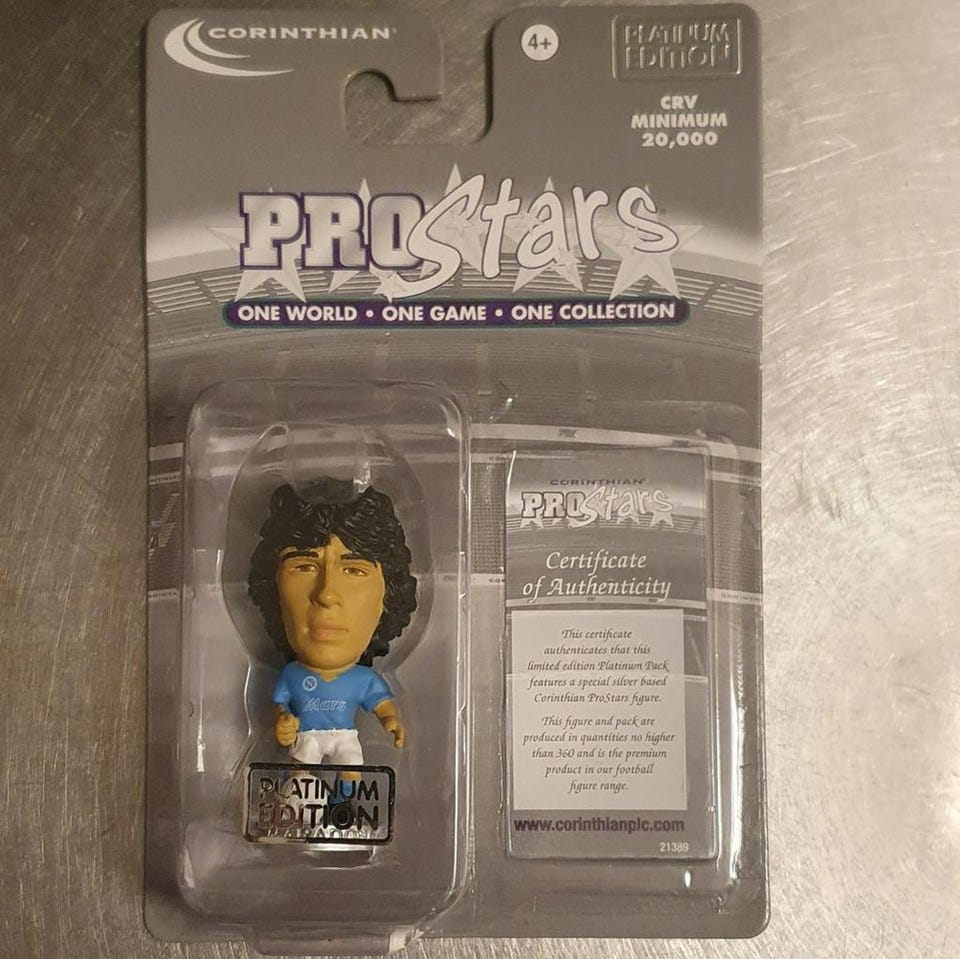 CORINTHIAN
4+
PLATINUM
EDITION
CRV
MINIMUM
20,000
PROStars
ONE WORLD • ONE GAME • ONE COLLECTION
CORINTHIAN
PROStars
Certificate
of Authenticity
This certificate
authenticates that this
limited edition Platinum Pack
features a special silver based
Corinthian ProStars figure.
This figure and pack are
produced in quantities no higher
than 360 and is the premium
product in our football
figure range.
www.corinthianplc.com
21389
N
Mars
PLATINUM
EDITION
MARADONA